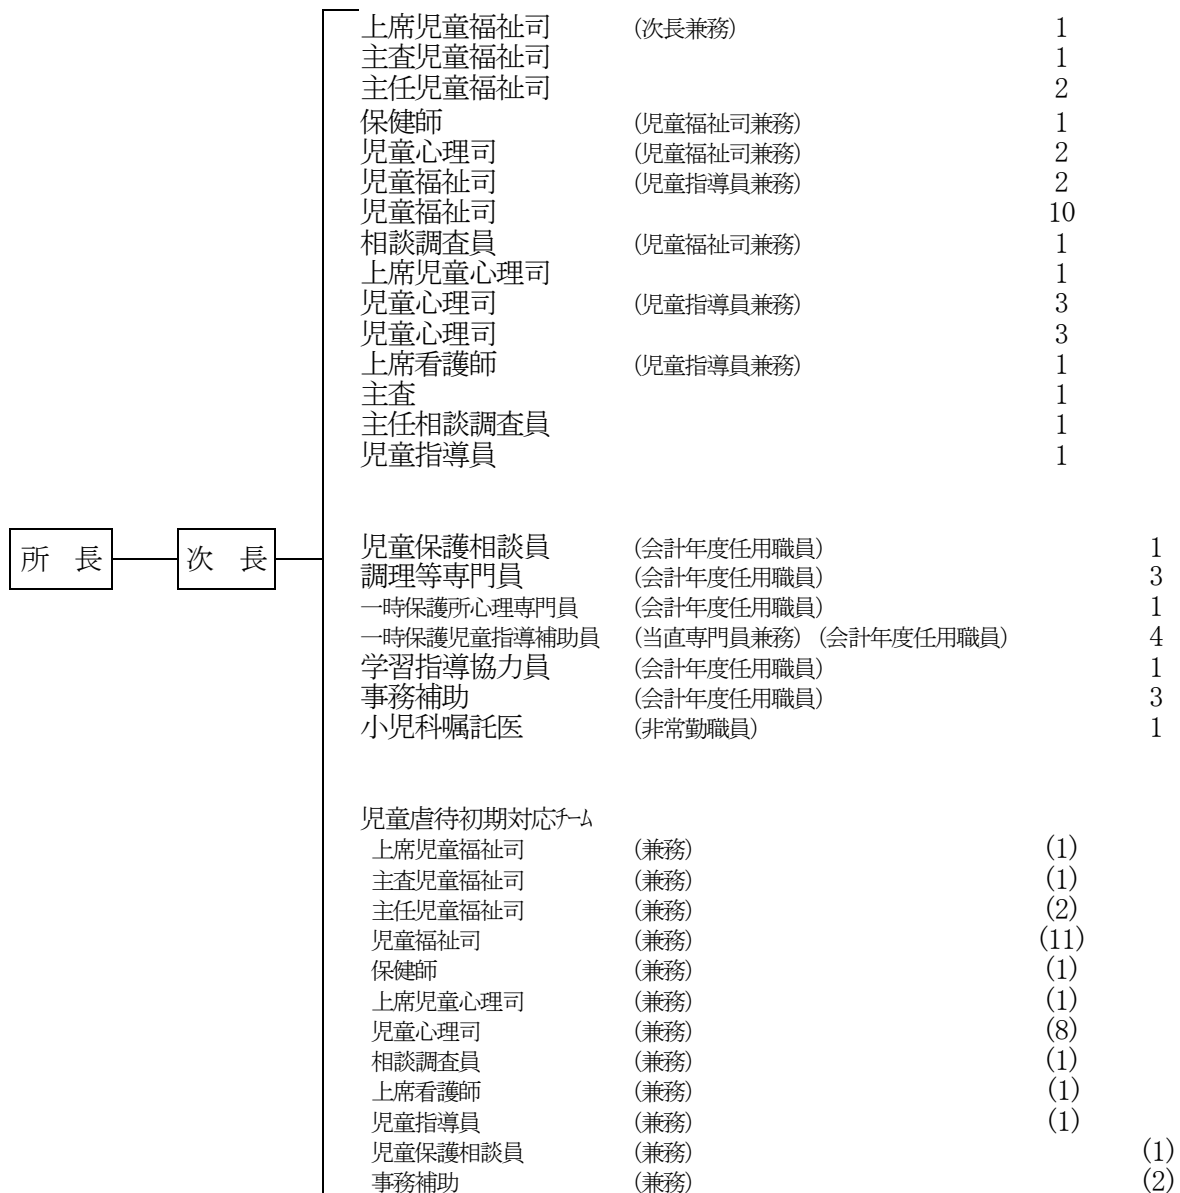 上席児童福祉司 (次長兼務) 1
主査児童福祉司 1
主任児童福祉司 2
保健師 (児童福祉司兼務) 1
児童心理司 (児童福祉司兼務) 2
児童福祉司 (児童指導員兼務) 2
児童福祉司 10
相談調査員 (児童福祉司兼務) 1
上席児童心理司 1
児童心理司 (児童指導員兼務) 3
児童心理司 3
上席看護師 (児童指導員兼務) 1
主査 1
主任相談調査員 1
児童指導員 1
所 長 次 長
児童保護相談員 (会計年度任用職員) 1
調理等専門員 (会計年度任用職員) 3
一時保護所心理専門員 (会計年度任用職員) 1
一時保護児童指導補助員 (当直専門員兼務) (会計年度任用職員) 4
学習指導協力員 (会計年度任用職員) 1
事務補助 (会計年度任用職員) 3
小児科嘱託医 (非常勤職員) 1
児童虐待初期対応ﾁｰﾑ
上席児童福祉司 (兼務) (1)
主査児童福祉司 (兼務) (1)
主任児童福祉司 (兼務) (2)
児童福祉司 (兼務) (11)
保健師 (兼務) (1)
上席児童心理司 (兼務) (1)
児童心理司 (兼務) (8)
相談調査員 (兼務) (1)
上席看護師 (兼務) (1)
児童指導員 (兼務) (1)
児童保護相談員 (兼務) (1)
事務補助 (兼務) (2)